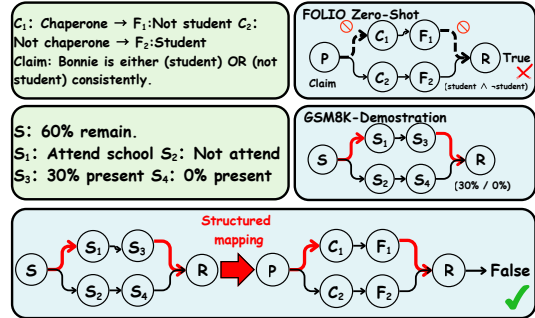 C₁: Chaperone → F₁:Not student C₂:
Not chaperone → F₂:Student
Claim: Bonnie is either (student) OR (not
student) consistently.
FOLIO Zero-Shot
P
C₁
F₁
C₂
F₂
R
True
Claim
(student ∧ ¬student)
S: 60% remain.
S₁: Attend school S₂: Not attend
S₃: 30% present S₄: 0% present
GSM8K-Demostration
S
S₁
S₃
S₂
S₄
R
(30% / 0%)
Structured
mapping
S
S₁
S₃
S₂
S₄
R
P
C₁
F₁
C₂
F₂
R
False